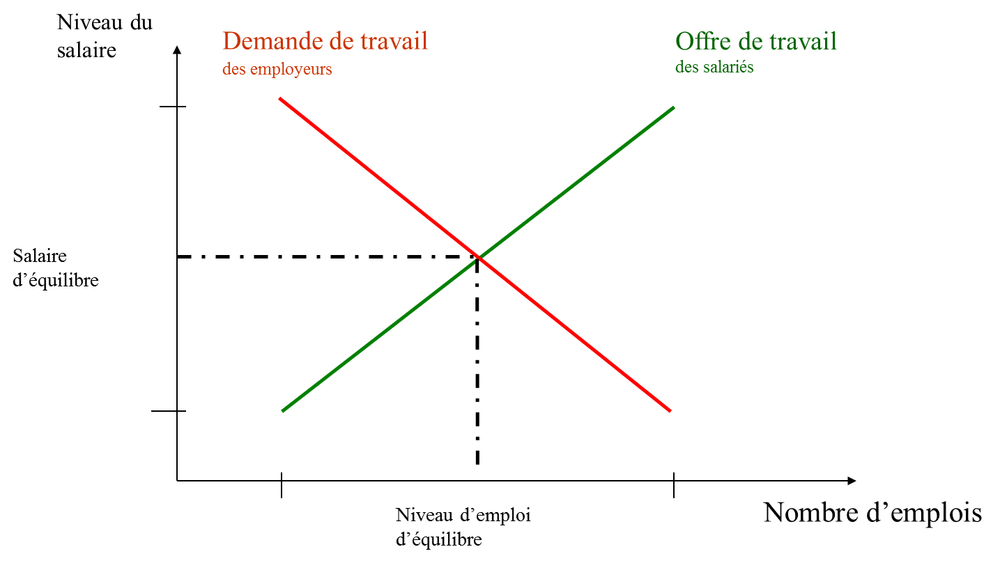 Niveau du
salaire
Demande de travail
des employeurs
Offre de travail
des salariés
Salaire
d’équilibre
Niveau d’emploi
d’équilibre
Nombre d’emplois